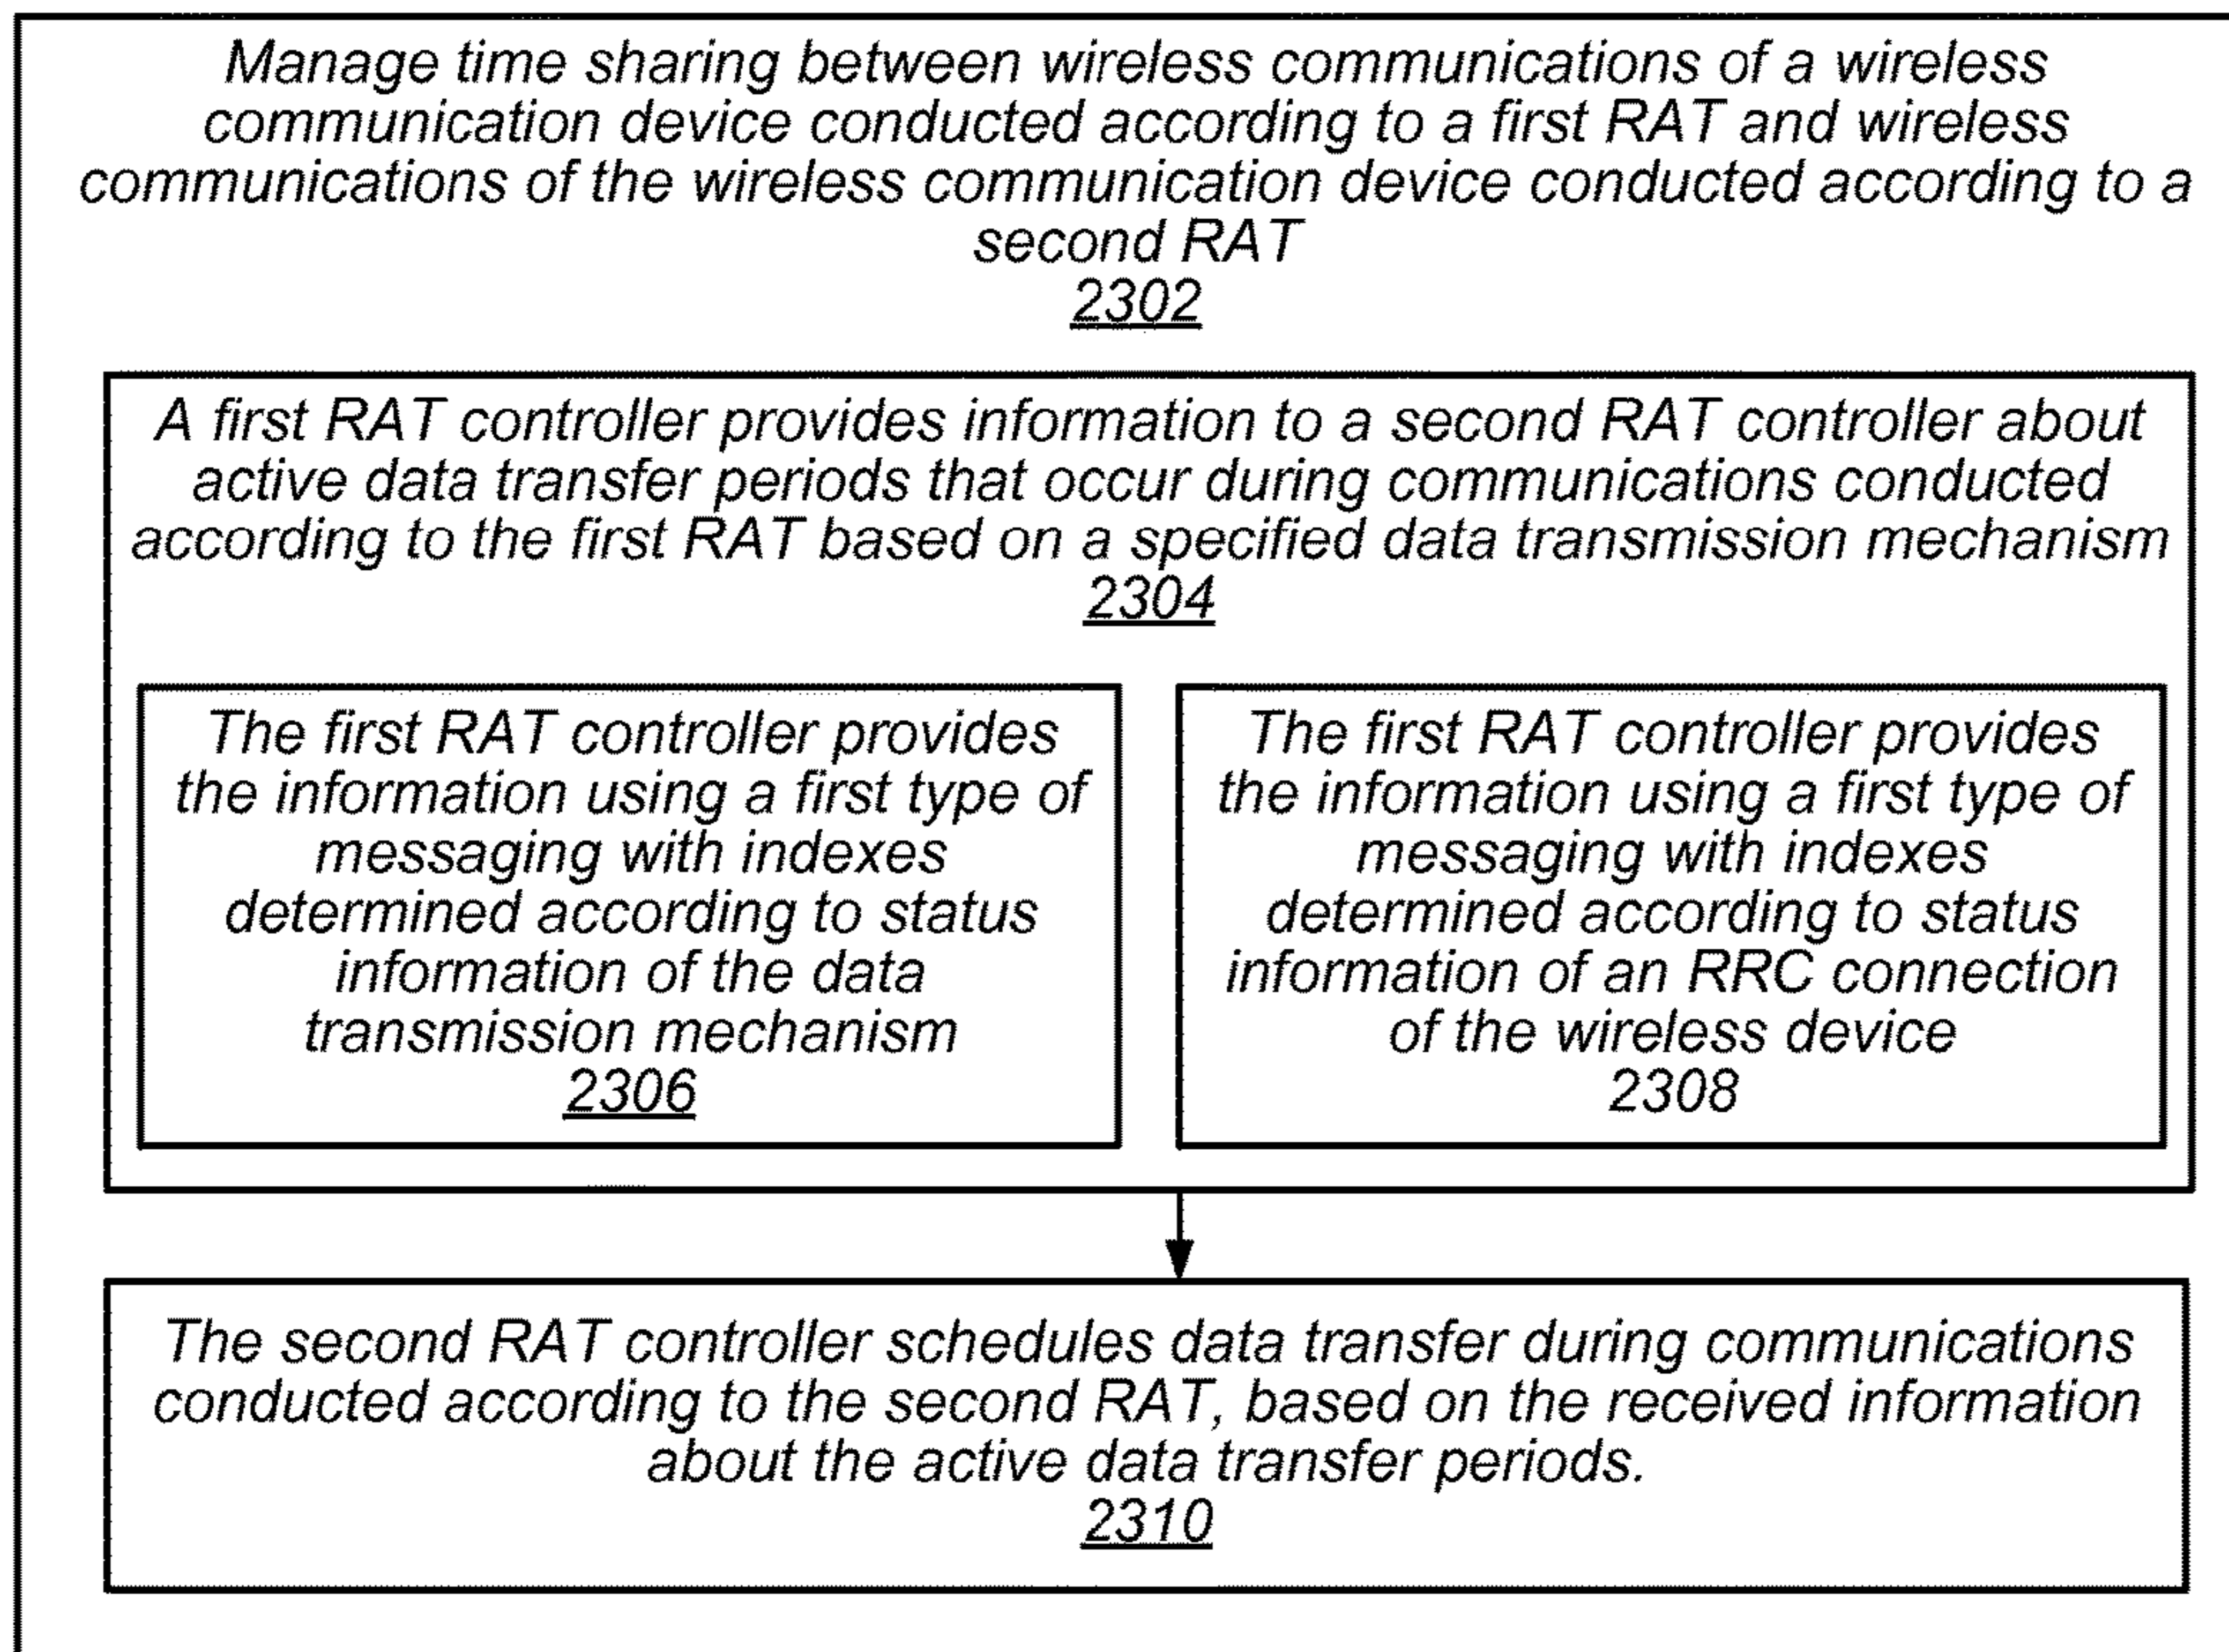 Manage time sharing between wireless communications of a wireless
communication device conducted according to a first RAT and wireless
communications of the wireless communication device conducted according to a
second RAT
2302
A first RAT controller provides information to a second RAT controller about
active data transfer periods that occur during communications conducted
according to the first RAT based on a specified data transmission mechanism
2304
The first RAT controller provides
the information using a first type of
messaging with indexes
determined according to status
information of the data
transmission mechanism
2306
The first RAT controller provides
the information using a first type of
messaging with indexes
determined according to status
information of an RRC connection
of the wireless device
2308
The second RAT controller schedules data transfer during communications
conducted according to the second RAT, based on the received information
about the active data transfer periods.
2310